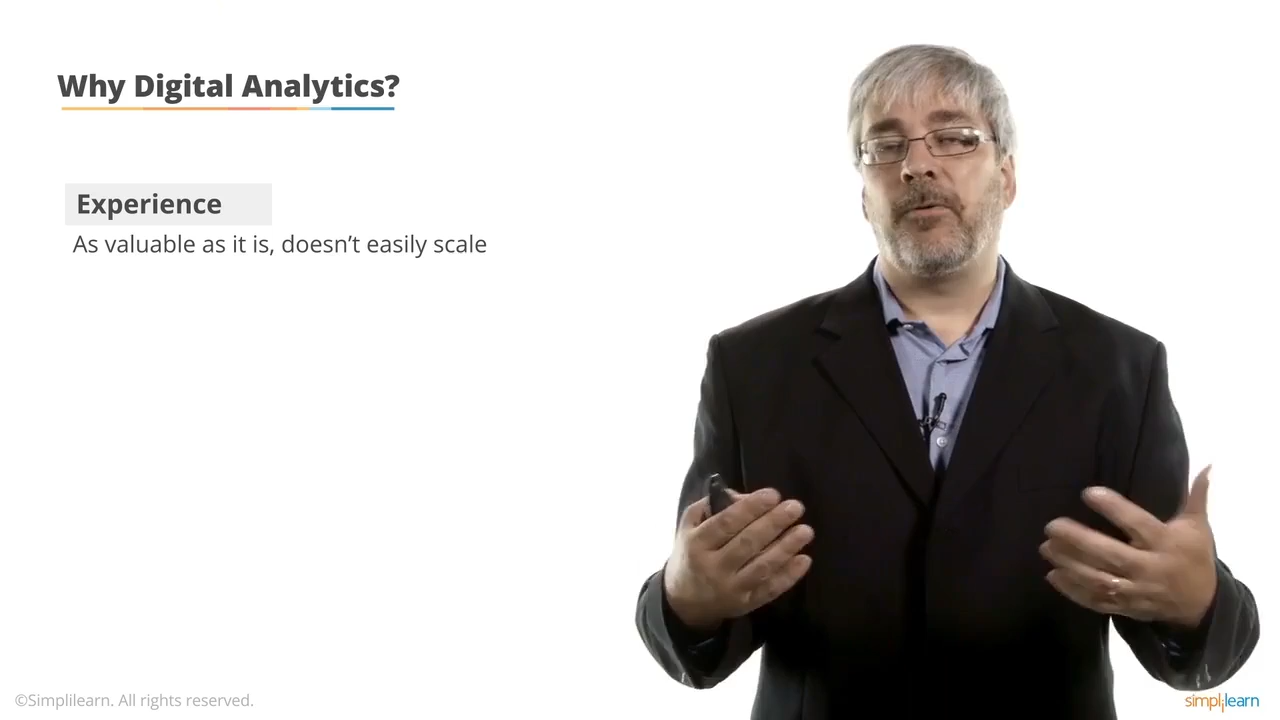 Why Digital Analytics?
Experience
As valuable as it is, doesn’t easily scale
©Simplilearn. All rights reserved.
simplilearn